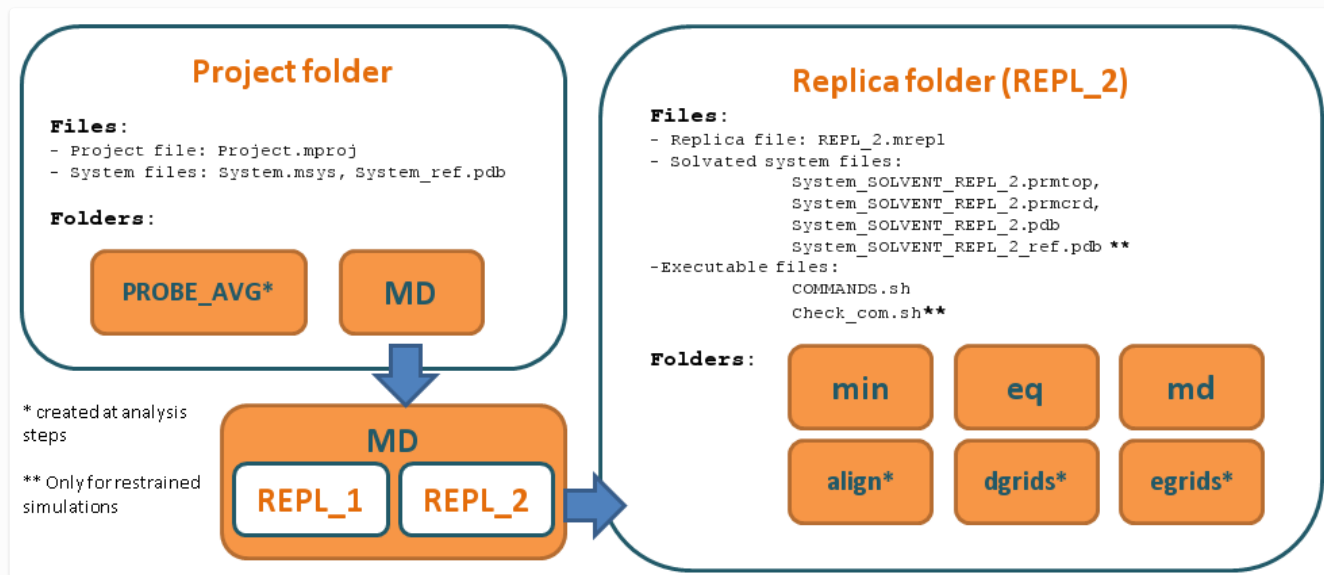 Project folder
Files:
- Project file: Project.mproj
- System files: System.msys, System_ref.pdb
Folders:
PROBE_AVG*
MD
* created at analysis
steps
** Only for restrained
simulations
MD
REPL_1
REPL_2
Replica folder (REPL_2)
Files:
- Replica file: REPL_2.mrepl
- Solvated system files:
System_SOLVENT_REPL_2.prmtop,
System_SOLVENT_REPL_2.prmcrd,
System_SOLVENT_REPL_2.pdb
System_SOLVENT_REPL_2_ref.pdb **
-Executable files:
COMMANDS.sh
Check_com.sh**
Folders:
min
eq
md
align*
dgrids*
egrids*